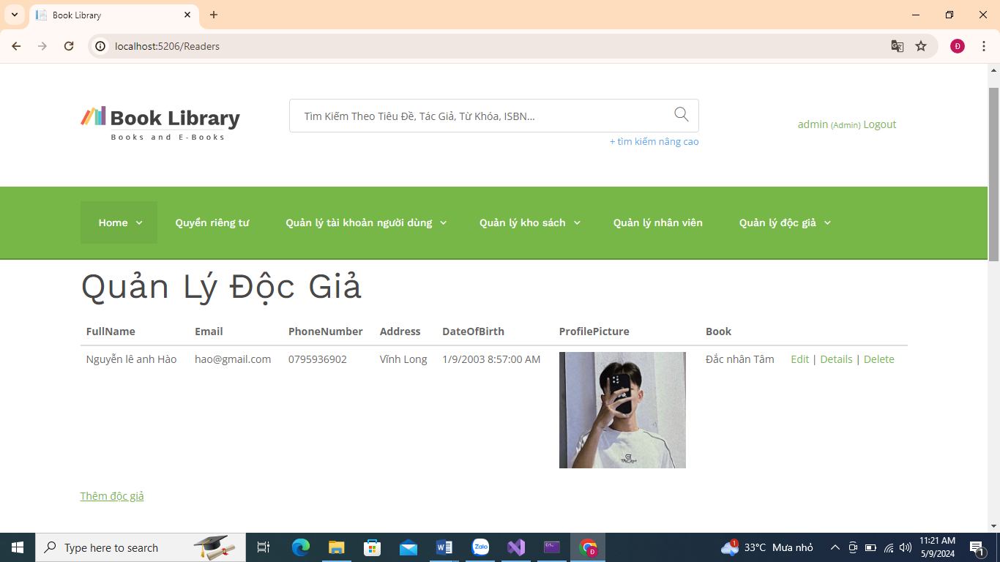 Book Library
localhost:5206/Readers
Đ
Book Library
Books and E-Books
Tìm Kiếm Theo Tiêu Đề, Tác Giả, Từ Khóa, ISBN...
+ tìm kiếm nâng cao
admin (Admin) Logout
Home Quyền riêng tư Quản lý tài khoản người dùng Quản lý kho sách Quản lý nhân viên Quản lý độc giả
Quản Lý Độc Giả
FullName Email PhoneNumber Address DateOfBirth ProfilePicture Book
Nguyễn lê anh Hào hao@gmail.com 0795936902 Vĩnh Long 1/9/2003 8:57:00 AM Đắc nhân Tâm Edit | Details | Delete
Thêm độc giả
Type here to search
Zalo
Đ
1
33°C Mưa nhỏ
11:21 AM
5/9/2024
1